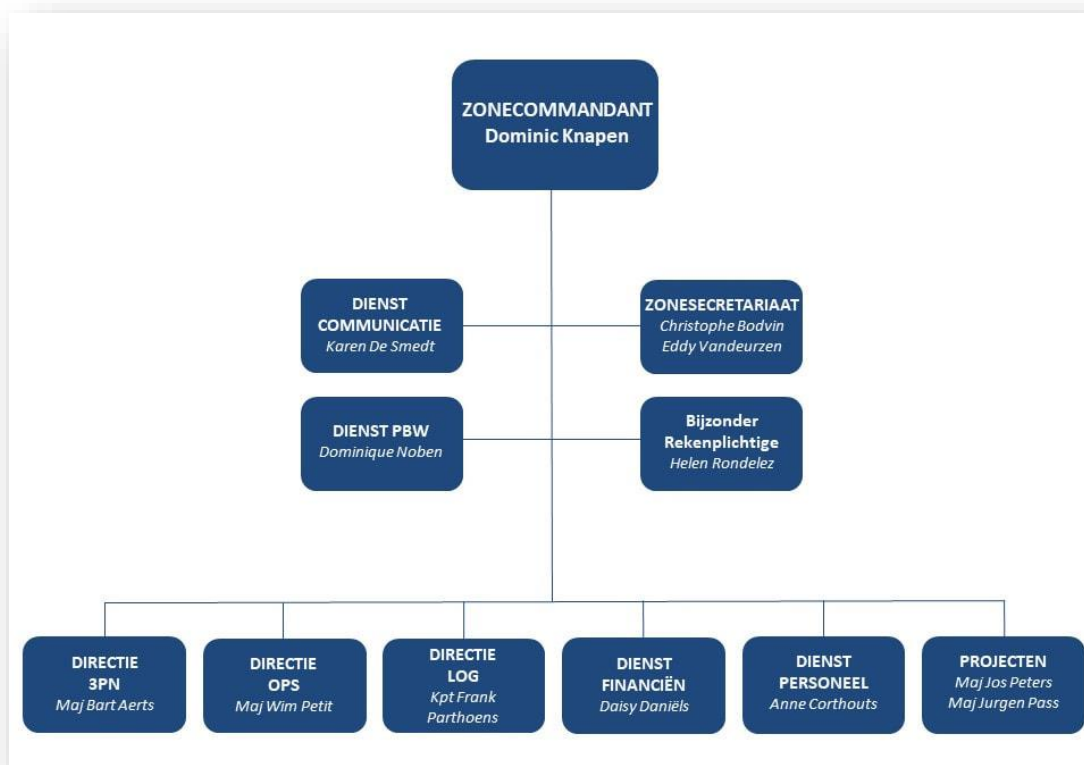 ZONECOMMANDANT
Dominic Knapen
DIENST
COMMUNICATIE
Karen De Smedt
ZONESECRETARIAAT
Christophe Bodvin
Eddy Vandeurzen
DIENST PBW
Dominique Noben
Bijzonder
Rekenplichtige
Helen Rondelez
DIRECTIE
3PN
Maj Bart Aerts
DIRECTIE
OPS
Maj Wim Petit
DIRECTIE
LOG
Kpt Frank
Parthoens
DIENST
FINANCIËN
Daisy Daniëls
DIENST
PERSONEEL
Anne Corthouts
PROJECTEN
Maj Jos Peters
Maj Jurgen Pass